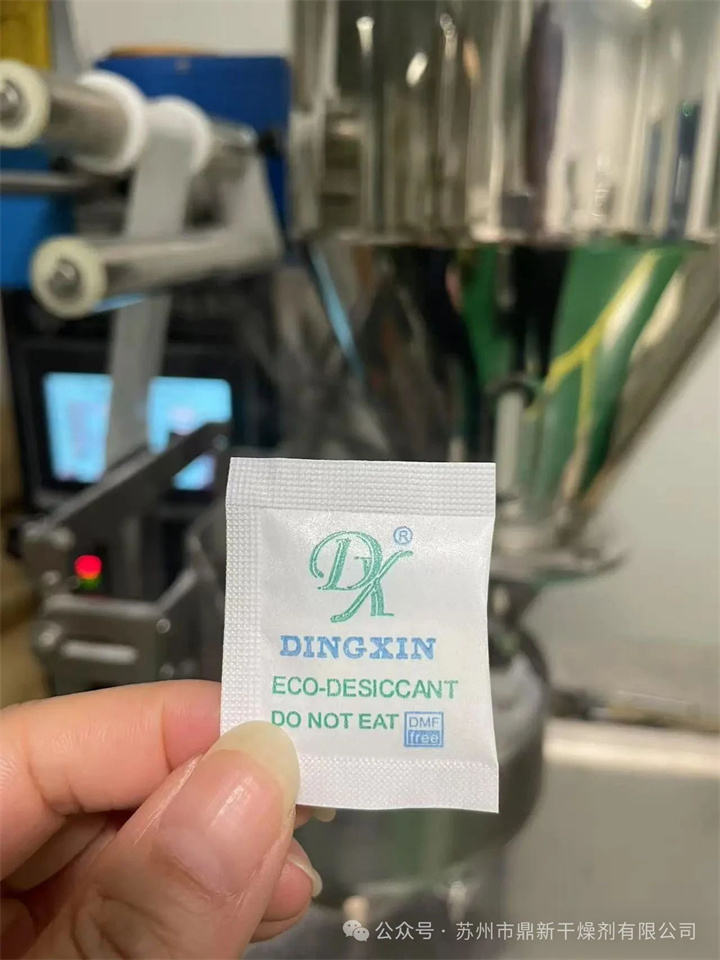 DX®
DINGXIN
ECO-DESICCANT
DO NOT EAT DMF
free
公众号 · 苏州市鼎新干燥剂有限公司